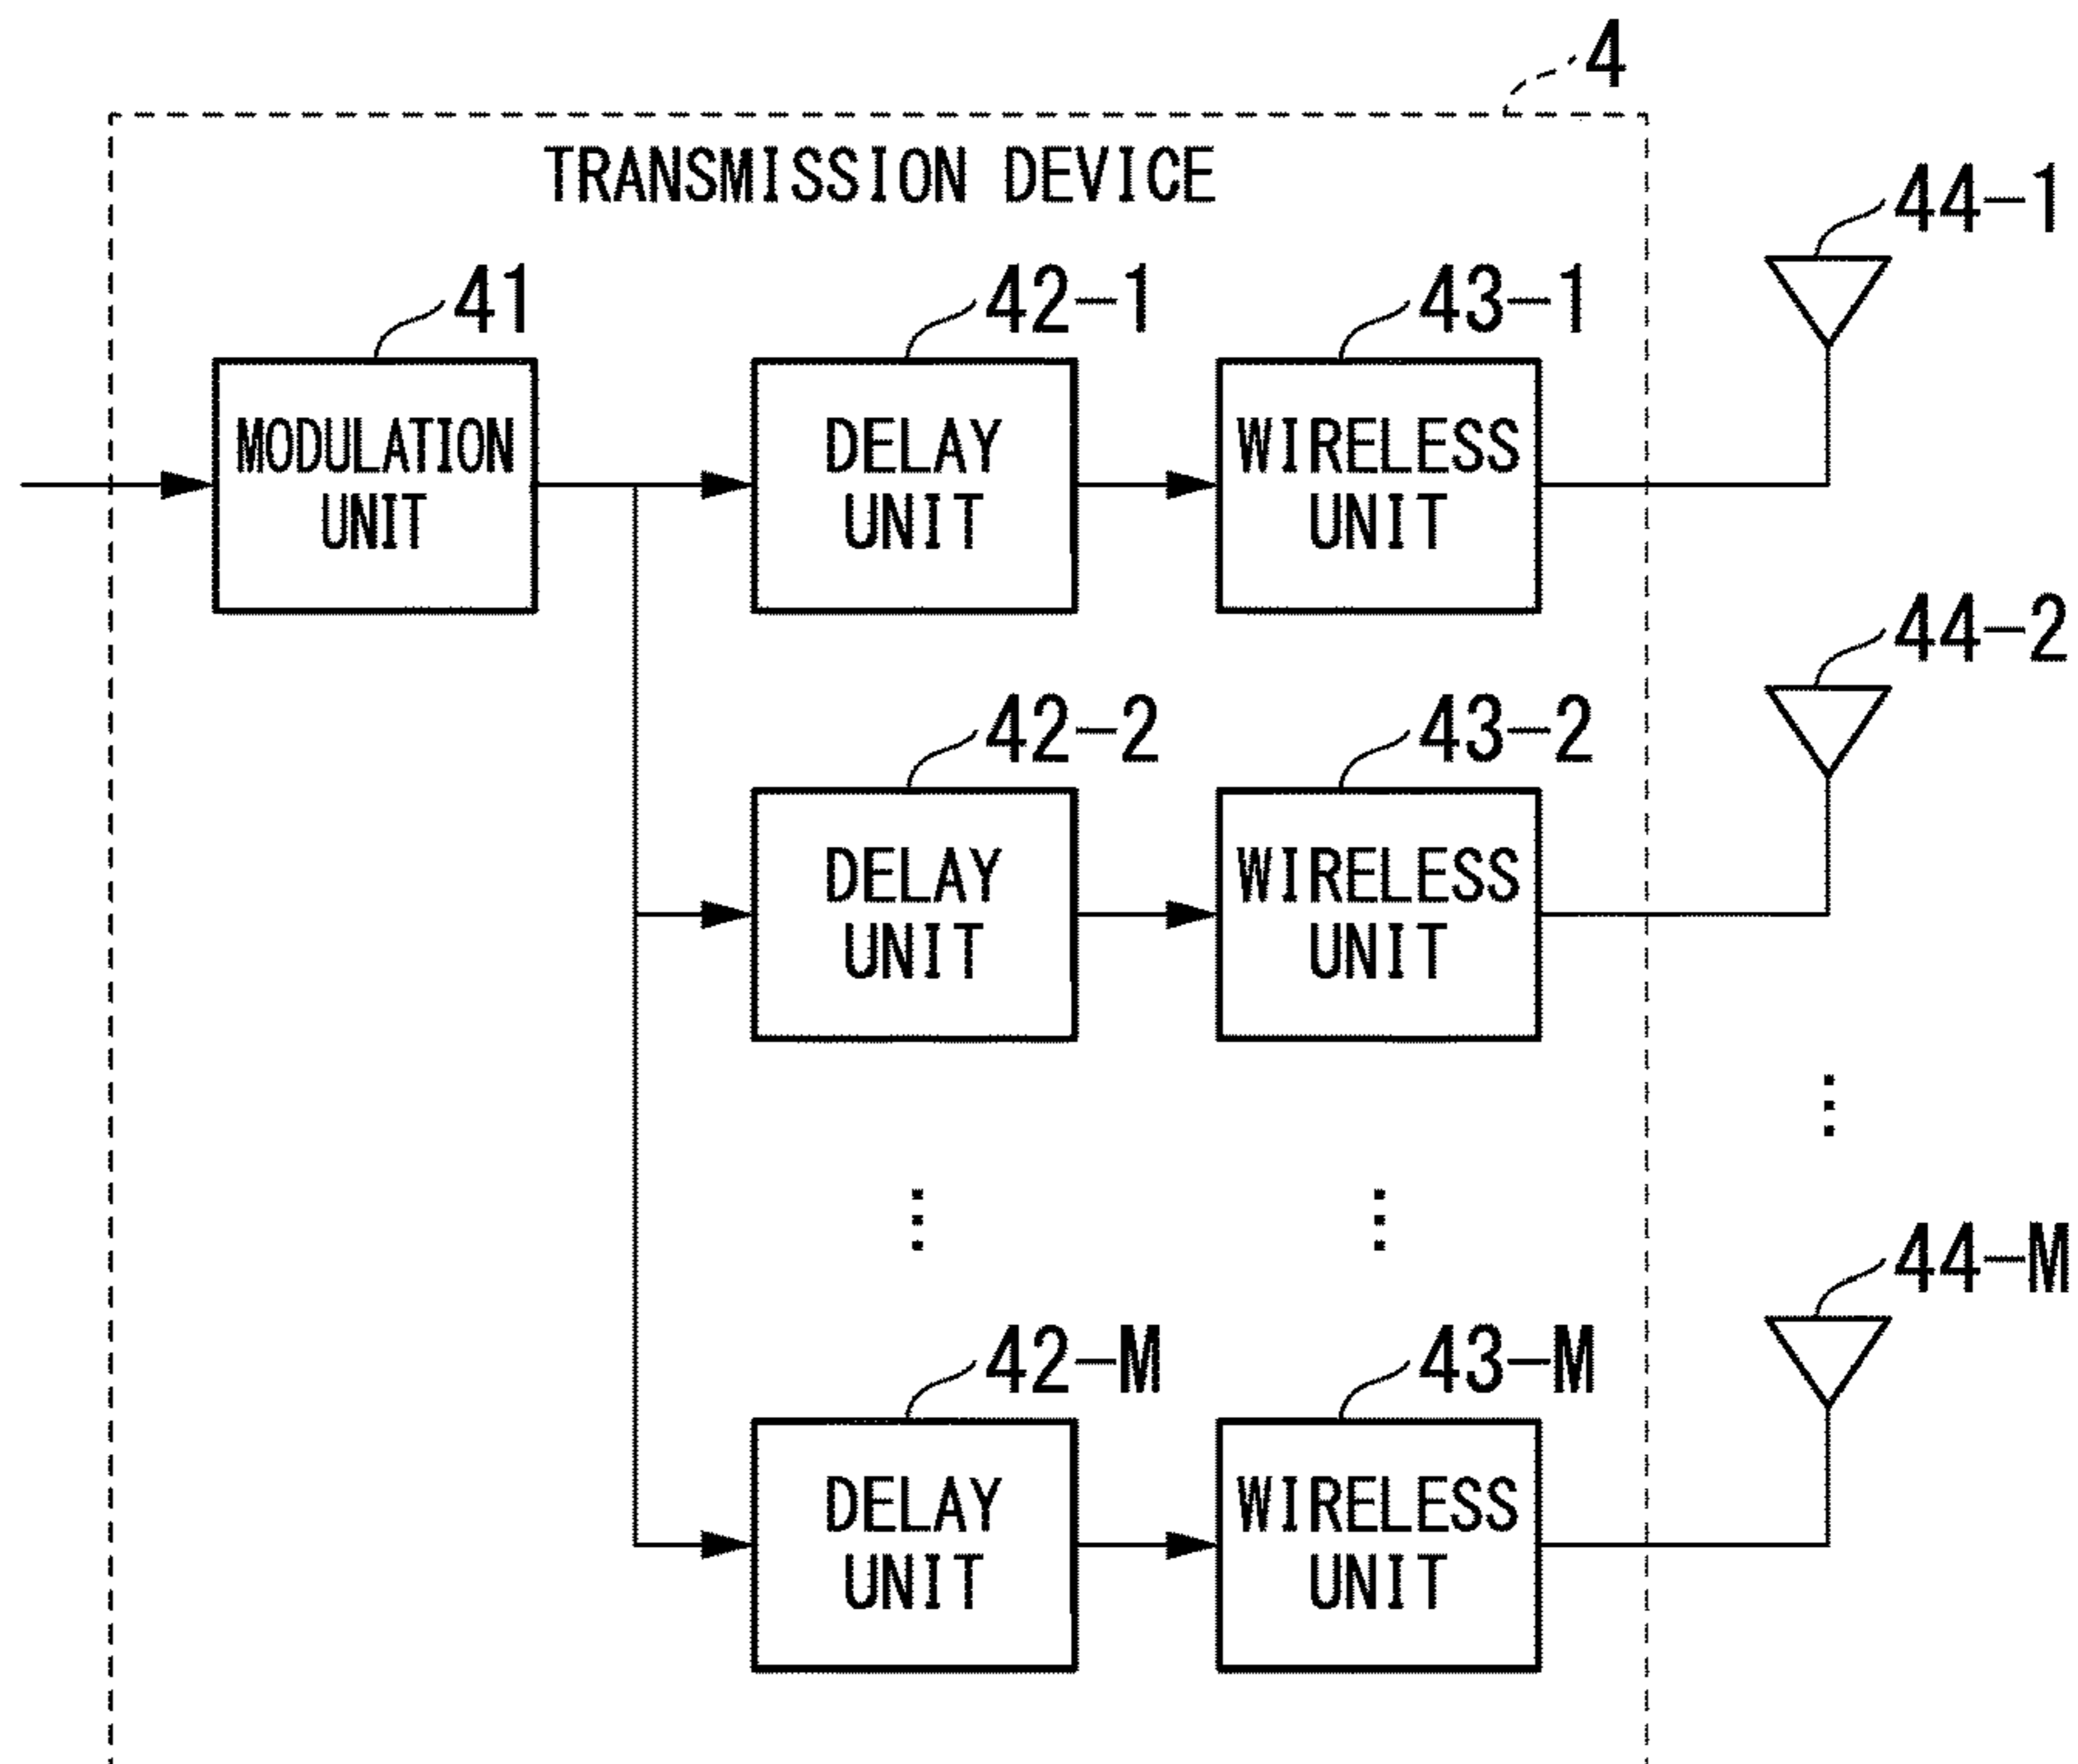 4
TRANSMISSION DEVICE
44-1
41
42-1
43-1
MODULATION
UNIT
DELAY
UNIT
WIRELESS
UNIT
44-2
42-2
43-2
DELAY
UNIT
WIRELESS
UNIT
44-M
42-M
43-M
DELAY
UNIT
WIRELESS
UNIT